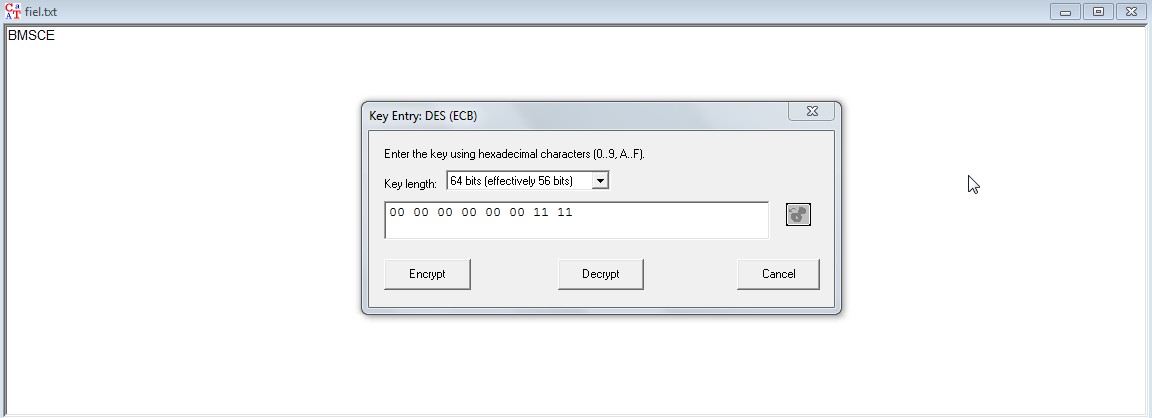 fiel.txt
BMSCE
Key Entry: DES (ECB)
Enter the key using hexadecimal characters (0..9, A..F).
Key length: 64 bits (effectively 56 bits)
00 00 00 00 00 00 11 11
Encrypt Decrypt Cancel